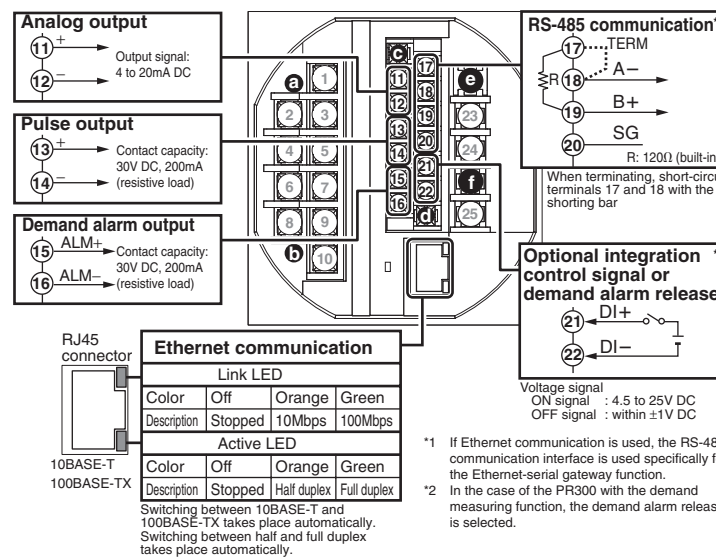 Analog output
11 +
12 −
Output signal:
4 to 20mA DC
Pulse output
13 +
14 −
Contact capacity:
30V DC, 200mA
(resistive load)
Demand alarm output
15 ALM+
16 ALM−
Contact capacity:
30V DC, 200mA
(resistive load)
a
1
2 3
4 5
6 7
8 9
b
10
c
11 17
12 18
13 19
14 20
15 21
16 22
d
e
23
24
f
25
RS-485 communication*
17 TERM
R 18 A−
19 B+
20 SG
R: 120Ω (built-in
When terminating, short-circu
terminals 17 and 18 with the
shorting bar
Optional integration *
control signal or
demand alarm release
21 DI+
22 DI−
Voltage signal
ON signal : 4.5 to 25V DC
OFF signal : within ±1V DC
RJ45
connector
10BASE-T
100BASE-TX
Ethernet communication
Link LED
Color Off Orange Green
Description Stopped 10Mbps 100Mbps
Active LED
Color Off Orange Green
Description Stopped Half duplex Full duplex
Switching between 10BASE-T and
100BASE-TX takes place automatically.
Switching between half and full duplex
takes place automatically.
*1 If Ethernet communication is used, the RS-48
communication interface is used specifically f
the Ethernet-serial gateway function.
*2 In the case of the PR300 with the demand
measuring function, the demand alarm releas
is selected.